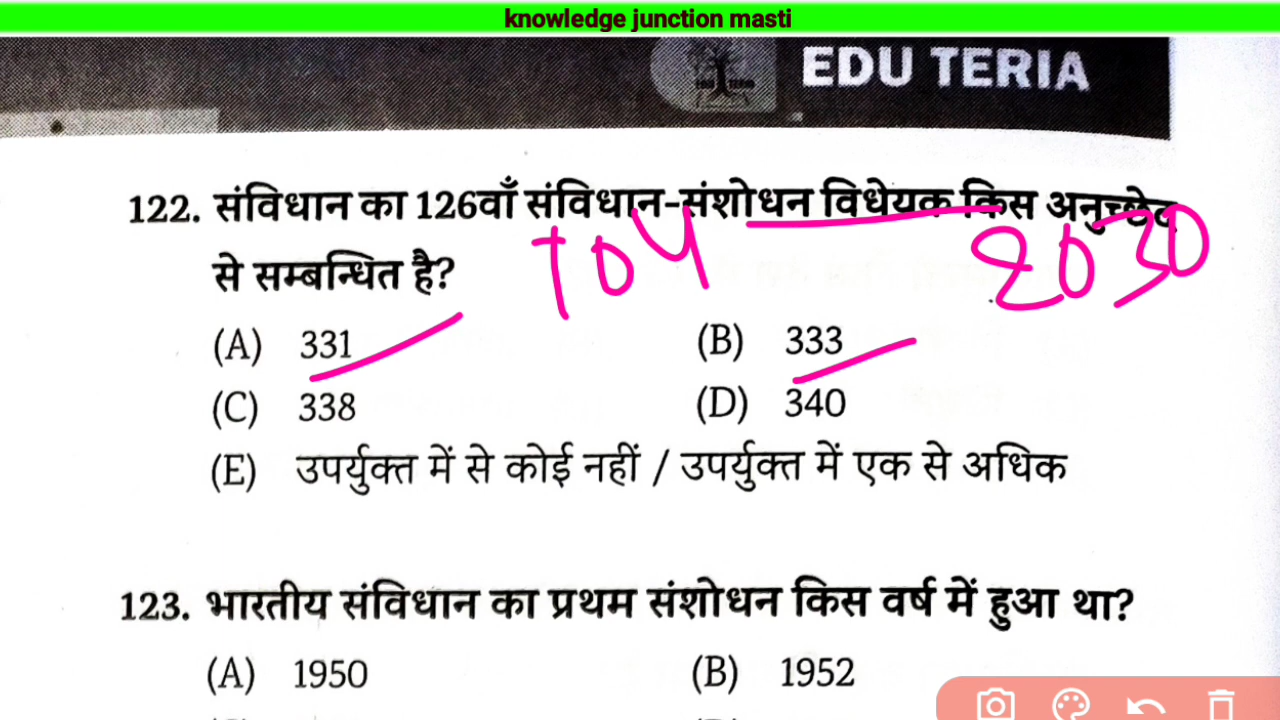 knowledge junction masti
EDU TERIA
122. संविधान का 126वाँ संविधान-संशोधन विधेयक किस अनुच्छेद
से सम्बन्धित है?
104
2030
(A) 331 (B) 333
(C) 338 (D) 340
(E) उपर्युक्त में से कोई नहीं / उपर्युक्त में एक से अधिक
123. भारतीय संविधान का प्रथम संशोधन किस वर्ष में हुआ था?
(A) 1950 (B) 1952